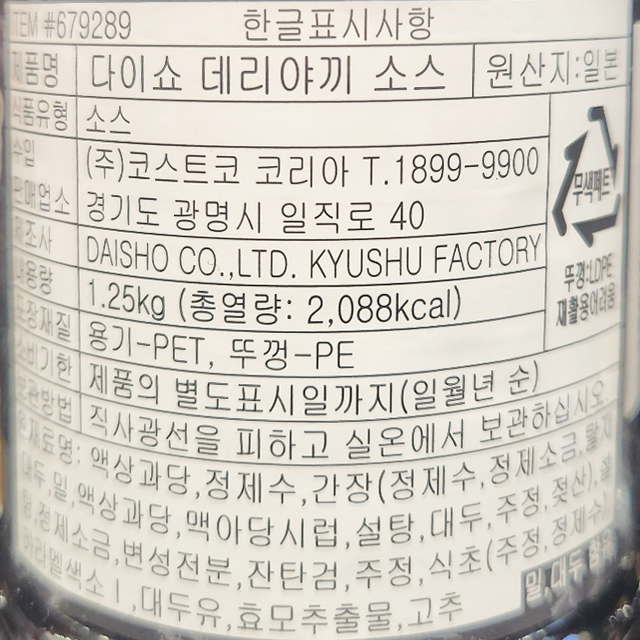 ITEM #679289 한글표시사항
제품명 다이쇼 데리야끼 소스 원산지:일본
식품유형 소스
수입 (주)코스트코 코리아 T.1899-9900
판매업소 경기도 광명시 일직로 40
제조사 DAISHO CO.,LTD. KYUSHU FACTORY
내용량 1.25kg (총열량: 2,088kcal)
포장재질 용기-PET, 뚜껑-PE
소비기한 제품의 별도표시일까지(일월년 순)
보관방법 직사광선을 피하고 실온에서 보관하십시오.
원재료명: 액상과당,정제수,간장(정제수,정제소금,탈지
대두,밀,액상과당,맥아당시럽,설탕,대두,주정,젖산),
정제소금,변성전분,잔탄검,주정,식초(주정,정제수)
카라멜색소Ⅰ,대두유,효모추출물,고추
밀,대두 함유
무색페트
뚜껑:LDPE
재활용어려움